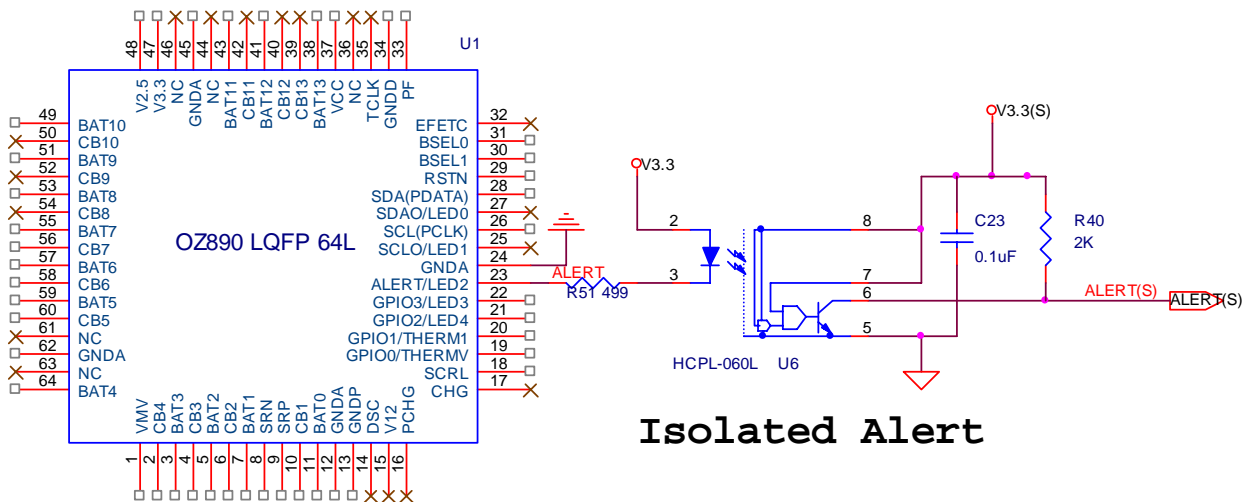 U1
48 47 46 45 44 43 42 41 40 39 38 37 36 35 34 33
V2.5 V3.3 NC GNDA NC BAT11 CB11 BAT12 CB12 CB13 BAT13 VCC NC TCLK GNDD PF
49 BAT10
50 CB10
51 BAT9
52 CB9
53 BAT8
54 CB8
55 BAT7
56 CB7
57 BAT6
58 CB6
59 BAT5
60 CB5
61 NC
62 GNDA
63 NC
64 BAT4
OZ890 LQFP 64L
EFETC 32
BSEL0 31
BSEL1 30
RSTN 29
SDA(PDATA) 28
SDAO/LED0 27
SCL(PCLK) 26
SCLO/LED1 25
GNDA 24
ALERT/LED2 23
GPIO3/LED3 22
GPIO2/LED4 21
GPIO1/THERM1 20
GPIO0/THERMV 19
SCRL 18
CHG 17
VMV CB4 BAT3 CB3 BAT2 CB2 BAT1 SRN SRP CB1 BAT0 GNDA GNDP DSC V12 PCHG
1 2 3 4 5 6 7 8 9 10 11 12 13 14 15 16
ALERT
R51 499
V3.3
2
3
8
7
6
5
HCPL-060L U6
V3.3(S)
C23
0.1uF
R40
2K
ALERT(S)
ALERT(S)
Isolated Alert